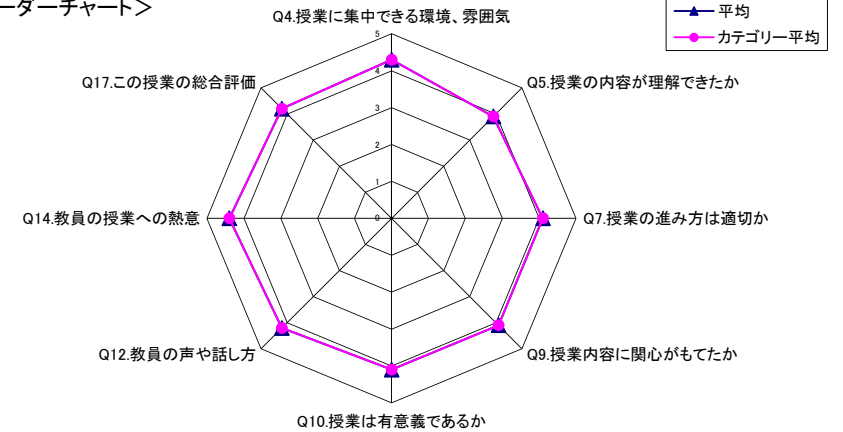 ーダーチャート＞
平均
カテゴリー平均
Q4.授業に集中できる環境、雰囲気
Q5.授業の内容が理解できたか
Q7.授業の進み方は適切か
Q9.授業内容に関心がもてたか
Q10.授業は有意義であるか
Q12.教員の声や話し方
Q14.教員の授業への熱意
Q17.この授業の総合評価
5
4
3
2
1
0